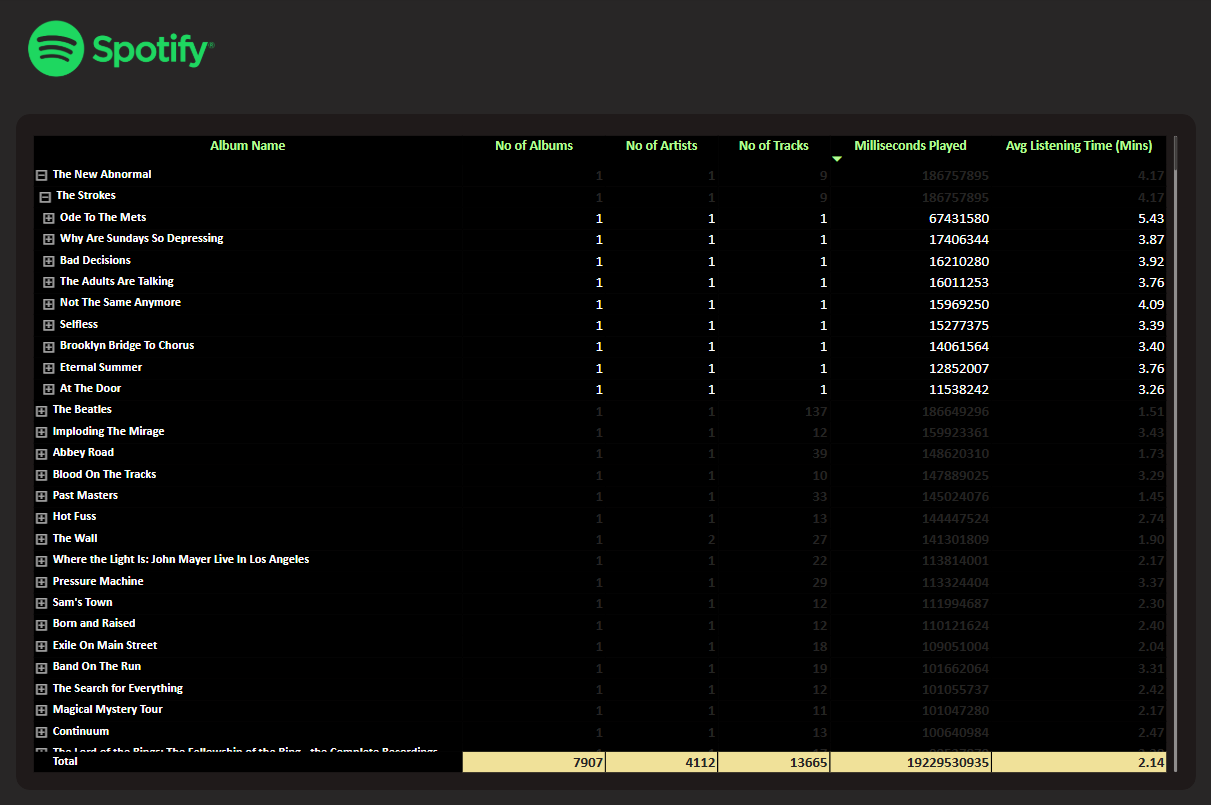 Spotify®
Album Name No of Albums No of Artists No of Tracks Milliseconds Played Avg Listening Time (Mins)
The New Abnormal 1 1 9 186757895 4.17
The Strokes 1 1 9 186757895 4.17
Ode To The Mets 1 1 1 67431580 5.43
Why Are Sundays So Depressing 1 1 1 17406344 3.87
Bad Decisions 1 1 1 16210280 3.92
The Adults Are Talking 1 1 1 16011253 3.76
Not The Same Anymore 1 1 1 15969250 4.09
Selfless 1 1 1 15277375 3.39
Brooklyn Bridge To Chorus 1 1 1 14061564 3.40
Eternal Summer 1 1 1 12852007 3.76
At The Door 1 1 1 11538242 3.26
The Beatles 1 1 137 186649296 1.51
Imploding The Mirage 1 1 12 159923361 3.43
Abbey Road 1 1 39 148620310 1.73
Blood On The Tracks 1 1 10 147889025 3.29
Past Masters 1 1 33 145024076 1.45
Hot Fuss 1 1 13 144447524 2.74
The Wall 1 2 27 141301809 1.90
Where the Light Is: John Mayer Live In Los Angeles 1 1 22 113814001 2.17
Pressure Machine 1 1 29 113324404 3.37
Sam's Town 1 1 12 111994687 2.30
Born and Raised 1 1 12 110121624 2.40
Exile On Main Street 1 1 18 109051004 2.04
Band On The Run 1 1 19 101662064 3.31
The Search for Everything 1 1 12 101055737 2.42
Magical Mystery Tour 1 1 11 101047280 2.17
Continuum 1 1 13 100640984 2.47
The Lord of the Rings: The Fellowship of the Ring - the Complete Recordings
Total 7907 4112 13665 19229530935 2.14